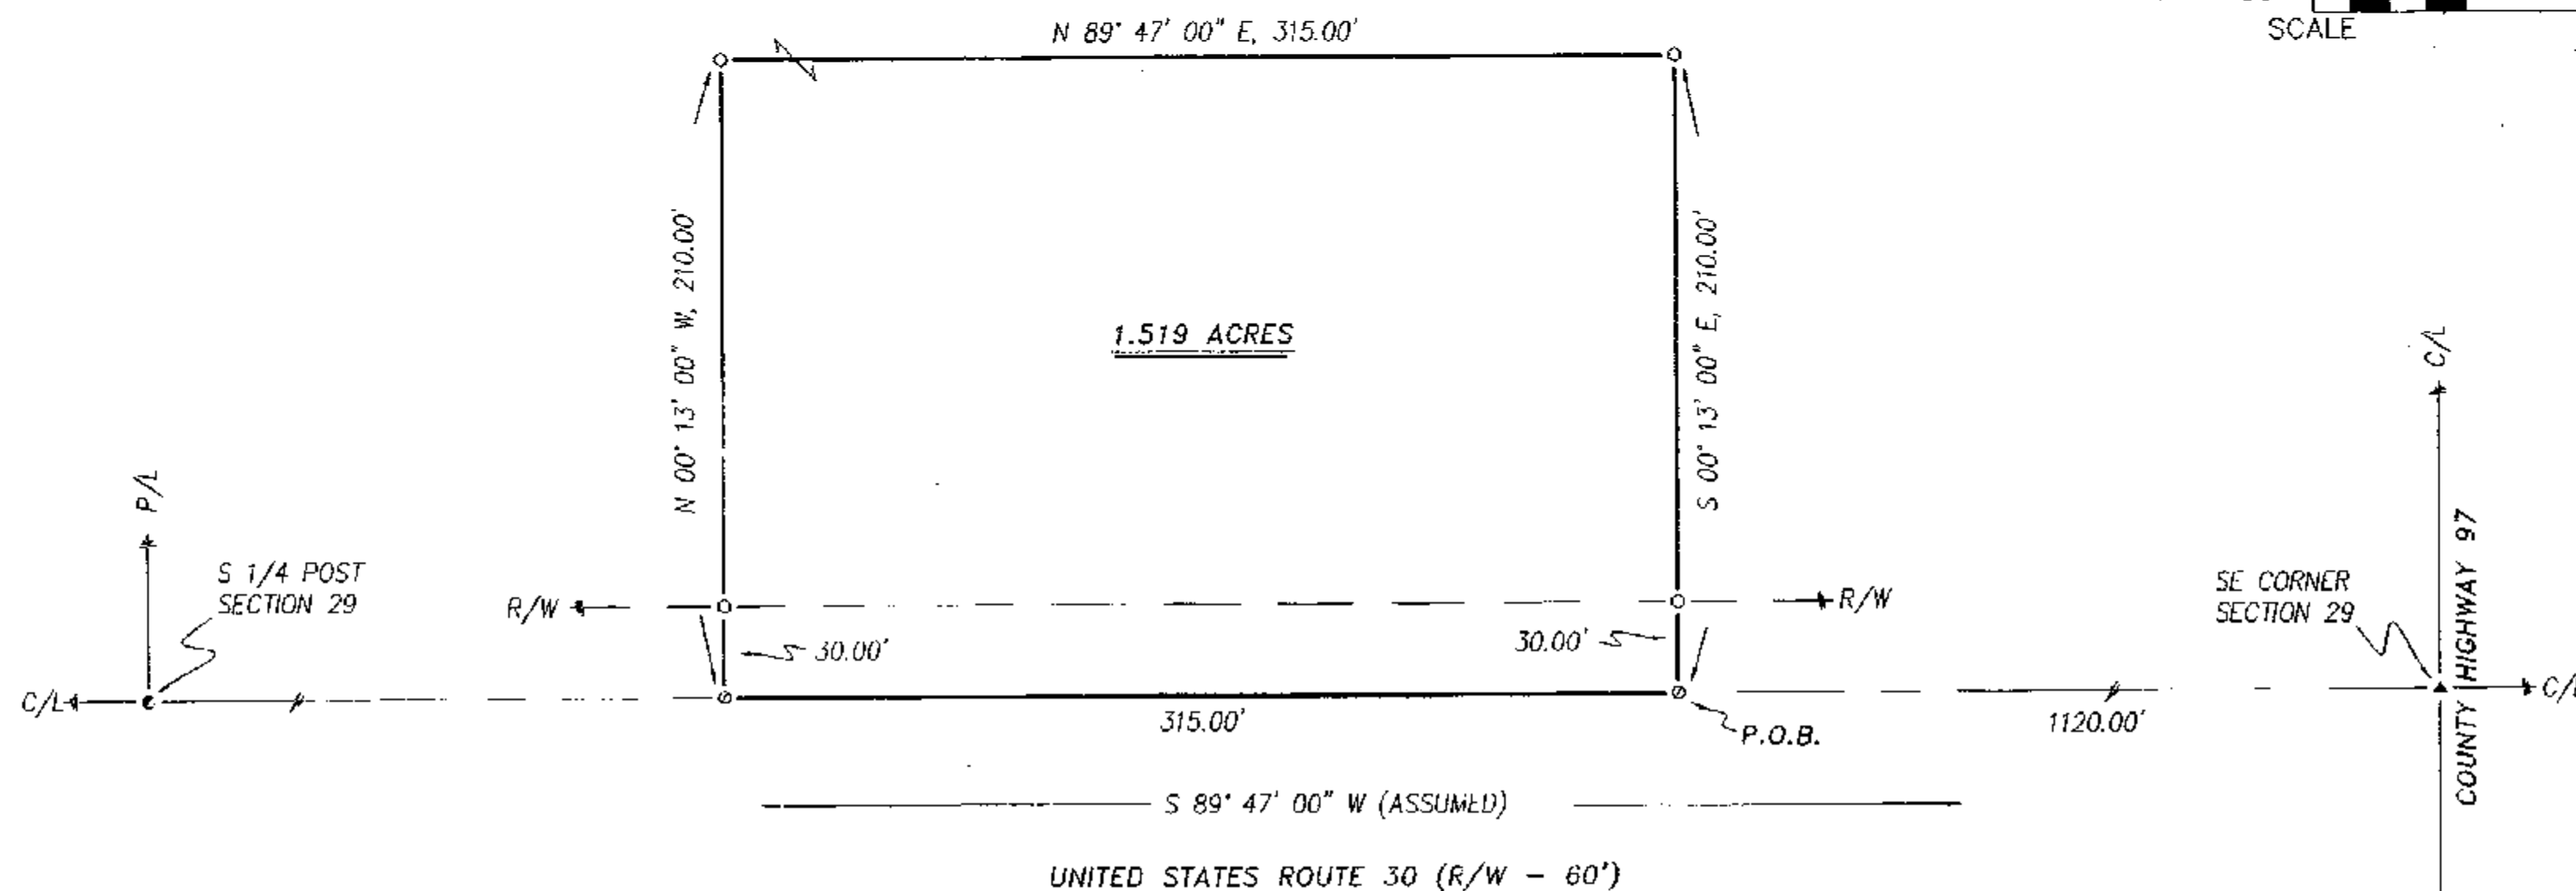 SCALE
N 89° 47' 00" E, 315.00'
N 00° 13' 00" W, 210.00'
S 00° 13' 00" E, 210.00'
1.519 ACRES
C/L
P/L
S 1/4 POST
SECTION 29
R/W
R/W
SE CORNER
SECTION 29
COUNTY HIGHWAY 97
30.00'
30.00'
C/L
C/L
315.00'
P.O.B.
1120.00'
S 89° 47' 00" W (ASSUMED)
UNITED STATES ROUTE 30 (R/W - 60')